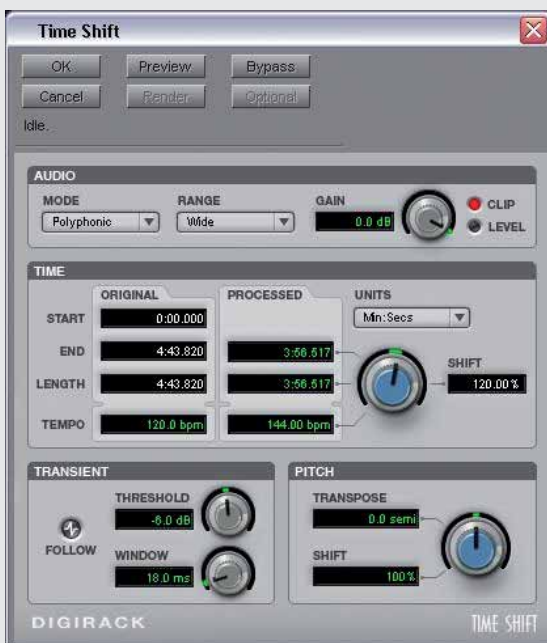 Time Shift
OK Preview Bypass
Cancel Render Optional
Idle.
AUDIO
MODE RANGE GAIN
Polyphonic Wide 0.0 dB CLIP
LEVEL
TIME
ORIGINAL PROCESSED UNITS
START 0:00.000 Min:Secs
END 4:43.820 3:56.517
SHIFT
LENGTH 4:43.820 3:56.517 120.00%
TEMPO 120.0 bpm 144.00 bpm
TRANSIENT PITCH
THRESHOLD TRANSPOSE
-6.0 dB 0.0 semi
FOLLOW
WINDOW SHIFT
18.0 ms 100%
DIGIRACK TIME SHIFT